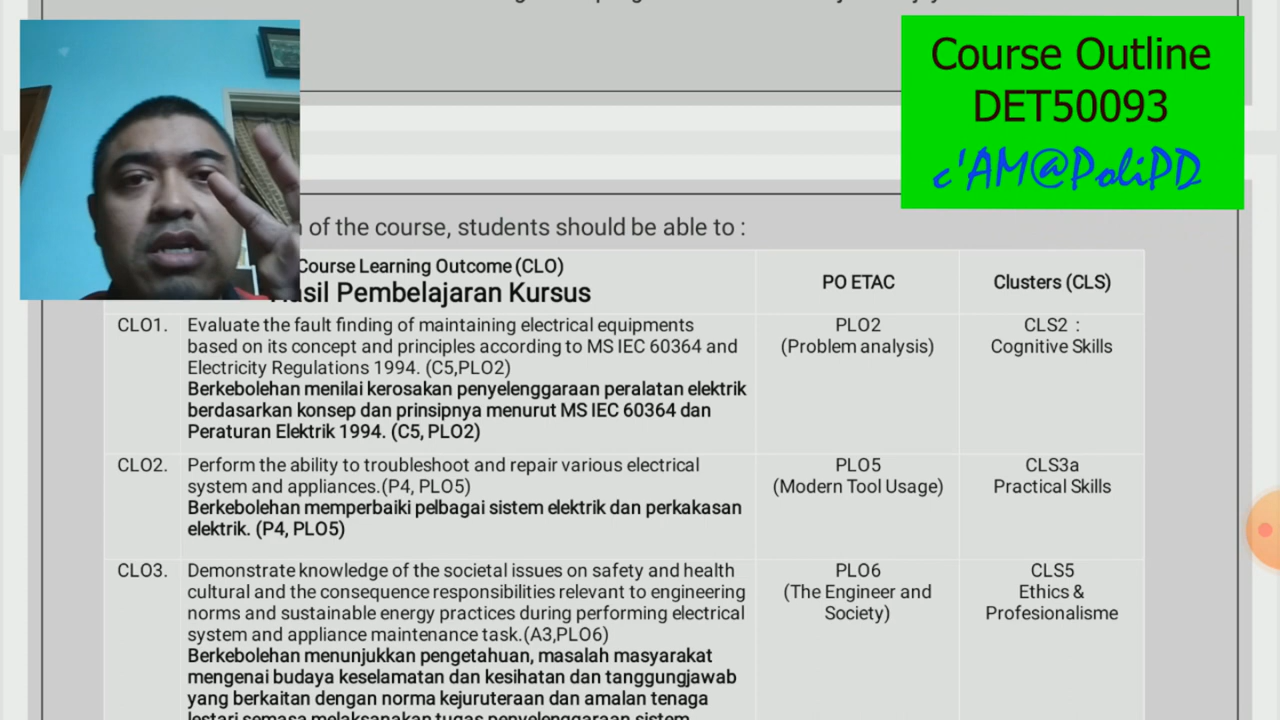 Course Outline
DET50093
c'AM@PoliPD
of the course, students should be able to :
Course Learning Outcome (CLO)
Pembelajaran Kursus
PO ETAC
Clusters (CLS)
CLO1.
Evaluate the fault finding of maintaining electrical equipments
based on its concept and principles according to MS IEC 60364 and
Electricity Regulations 1994. (C5,PLO2)
Berkebolehan menilai kerosakan penyelenggaraan peralatan elektrik
berdasarkan konsep dan prinsipnya menurut MS IEC 60364 dan
Peraturan Elektrik 1994. (C5, PLO2)
PLO2
(Problem analysis)
CLS2 :
Cognitive Skills
CLO2.
Perform the ability to troubleshoot and repair various electrical
system and appliances.(P4, PLO5)
Berkebolehan memperbaiki pelbagai sistem elektrik dan perkakasan
elektrik. (P4, PLO5)
PLO5
(Modern Tool Usage)
CLS3a
Practical Skills
CLO3.
Demonstrate knowledge of the societal issues on safety and health
cultural and the consequence responsibilities relevant to engineering
norms and sustainable energy practices during performing electrical
system and appliance maintenance task.(A3,PLO6)
Berkebolehan menunjukkan pengetahuan, masalah masyarakat
mengenai budaya keselamatan dan kesihatan dan tanggungjawab
yang berkaitan dengan norma kejuruteraan dan amalan tenaga
lestari semasa melaksanakan tugas penyelenggaraan sistem
PLO6
(The Engineer and
Society)
CLS5
Ethics &
Profesionalisme